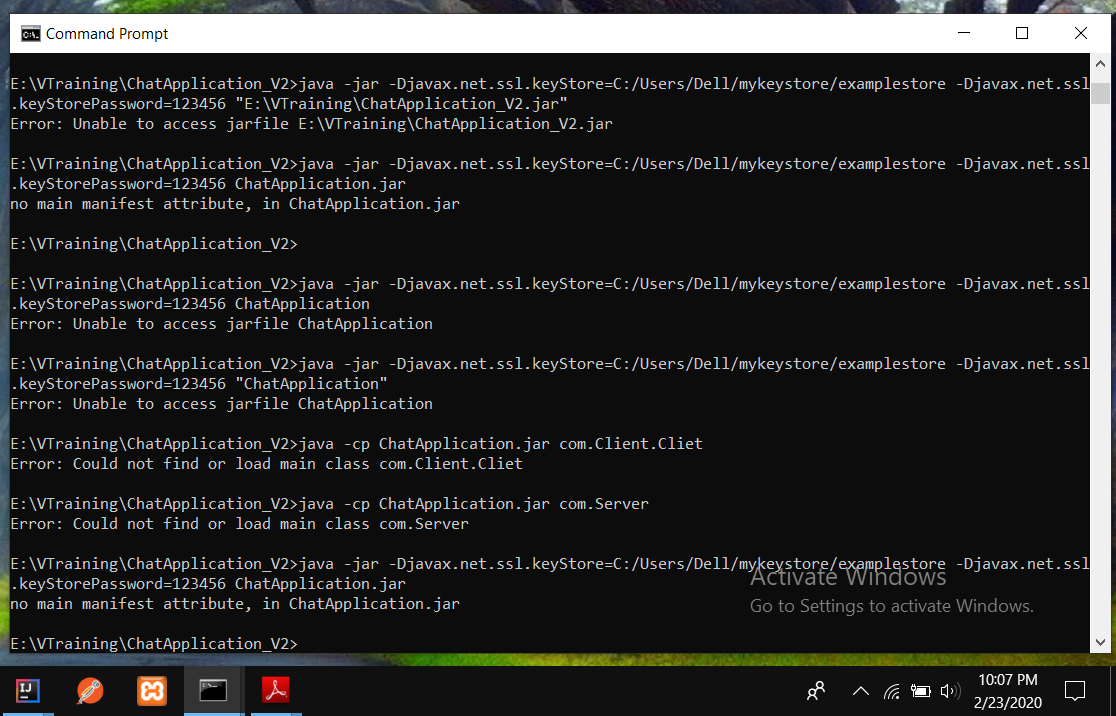 Command Prompt
E:\VTraining\ChatApplication_V2>java -jar -Djavax.net.ssl.keyStore=C:/Users/Dell/mykeystore/examplestore -Djavax.net.ssl
.keyStorePassword=123456 "E:\VTraining\ChatApplication_V2.jar"
Error: Unable to access jarfile E:\VTraining\ChatApplication_V2.jar
E:\VTraining\ChatApplication_V2>java -jar -Djavax.net.ssl.keyStore=C:/Users/Dell/mykeystore/examplestore -Djavax.net.ssl
.keyStorePassword=123456 ChatApplication.jar
no main manifest attribute, in ChatApplication.jar
E:\VTraining\ChatApplication_V2>
E:\VTraining\ChatApplication_V2>java -jar -Djavax.net.ssl.keyStore=C:/Users/Dell/mykeystore/examplestore -Djavax.net.ssl
.keyStorePassword=123456 ChatApplication
Error: Unable to access jarfile ChatApplication
E:\VTraining\ChatApplication_V2>java -jar -Djavax.net.ssl.keyStore=C:/Users/Dell/mykeystore/examplestore -Djavax.net.ssl
.keyStorePassword=123456 "ChatApplication"
Error: Unable to access jarfile ChatApplication
E:\VTraining\ChatApplication_V2>java -cp ChatApplication.jar com.Client.Cliet
Error: Could not find or load main class com.Client.Cliet
E:\VTraining\ChatApplication_V2>java -cp ChatApplication.jar com.Server
Error: Could not find or load main class com.Server
E:\VTraining\ChatApplication_V2>java -jar -Djavax.net.ssl.keyStore=C:/Users/Dell/mykeystore/examplestore -Djavax.net.ssl
.keyStorePassword=123456 ChatApplication.jar
no main manifest attribute, in ChatApplication.jar
E:\VTraining\ChatApplication_V2>
Activate Windows
Go to Settings to activate Windows.
IJ
10:07 PM
2/23/2020